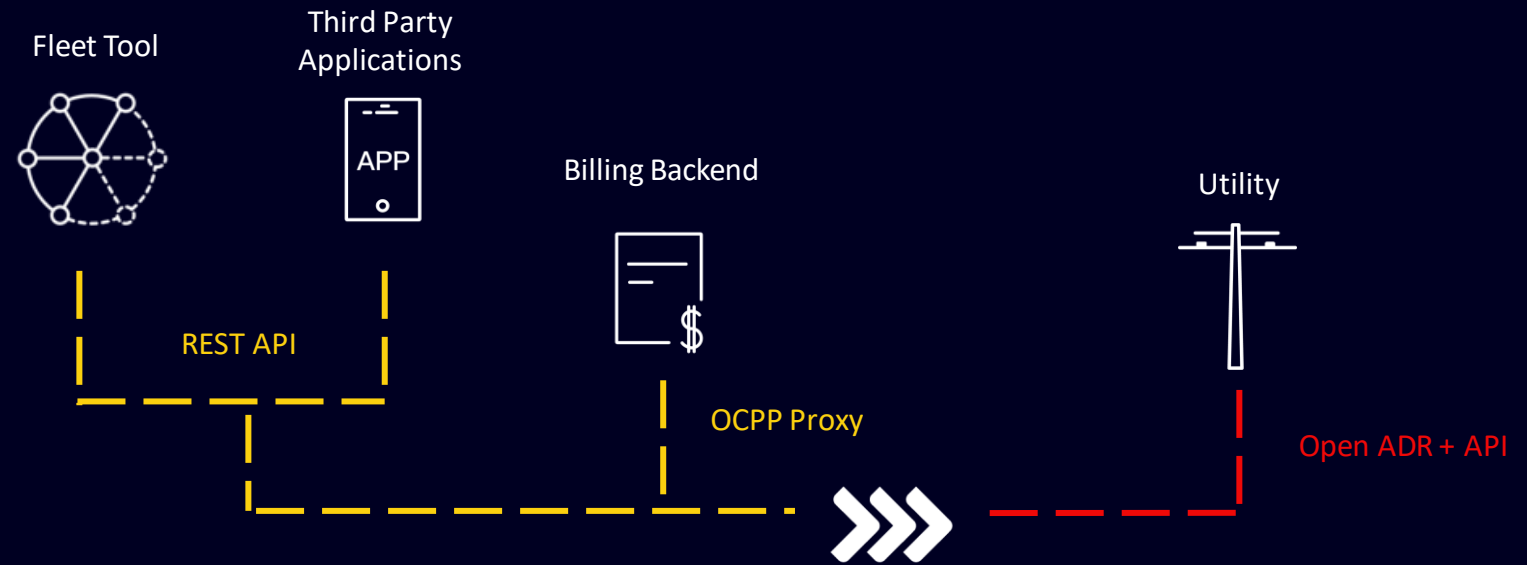 Fleet Tool
Third Party
Applications
APP
Billing Backend
$
Utility
REST API
OCPP Proxy
Open ADR + API